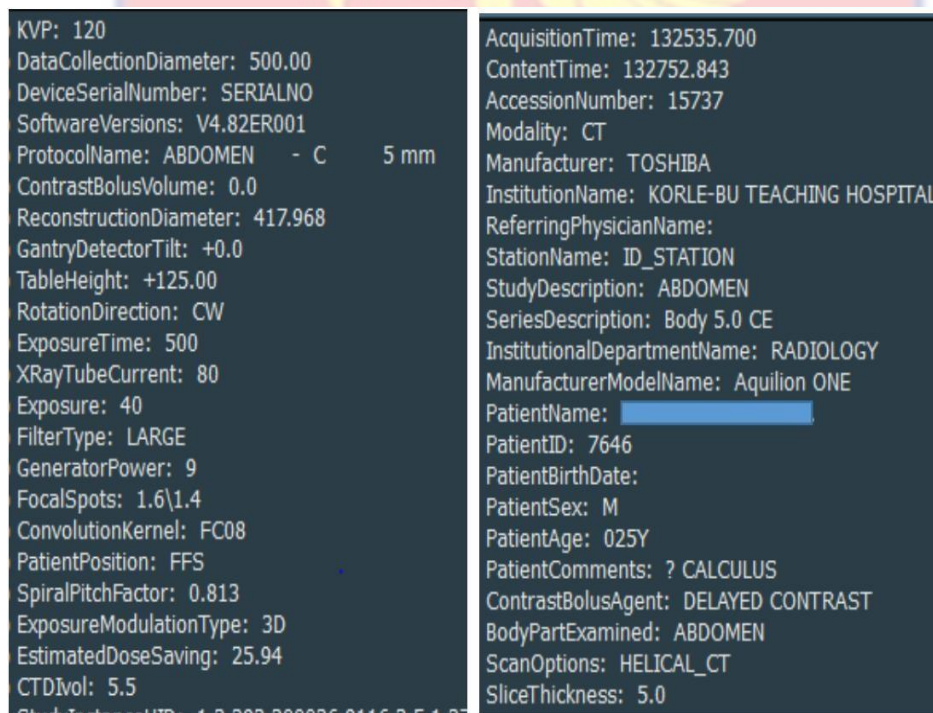 KVP: 120
DataCollectionDiameter: 500.00
DeviceSerialNumber: SERIALNO
SoftwareVersions: V4.82ER001
ProtocolName: ABDOMEN - C 5 mm
ContrastBolusVolume: 0.0
ReconstructionDiameter: 417.968
GantryDetectorTilt: +0.0
TableHeight: +125.00
RotationDirection: CW
ExposureTime: 500
XRayTubeCurrent: 80
Exposure: 40
FilterType: LARGE
GeneratorPower: 9
FocalSpots: 1.6\1.4
ConvolutionKernel: FC08
PatientPosition: FFS
SpiralPitchFactor: 0.813
ExposureModulationType: 3D
EstimatedDoseSaving: 25.94
CTDIvol: 5.5
AcquisitionTime: 132535.700
ContentTime: 132752.843
AccessionNumber: 15737
Modality: CT
Manufacturer: TOSHIBA
InstitutionName: KORLE-BU TEACHING HOSPITAL
ReferringPhysicianName:
StationName: ID_STATION
StudyDescription: ABDOMEN
SeriesDescription: Body 5.0 CE
InstitutionalDepartmentName: RADIOLOGY
ManufacturerModelName: Aquilion ONE
PatientName:
PatientID: 7646
PatientBirthDate:
PatientSex: M
PatientAge: 025Y
PatientComments: ? CALCULUS
ContrastBolusAgent: DELAYED CONTRAST
BodyPartExamined: ABDOMEN
ScanOptions: HELICAL_CT
SliceThickness: 5.0